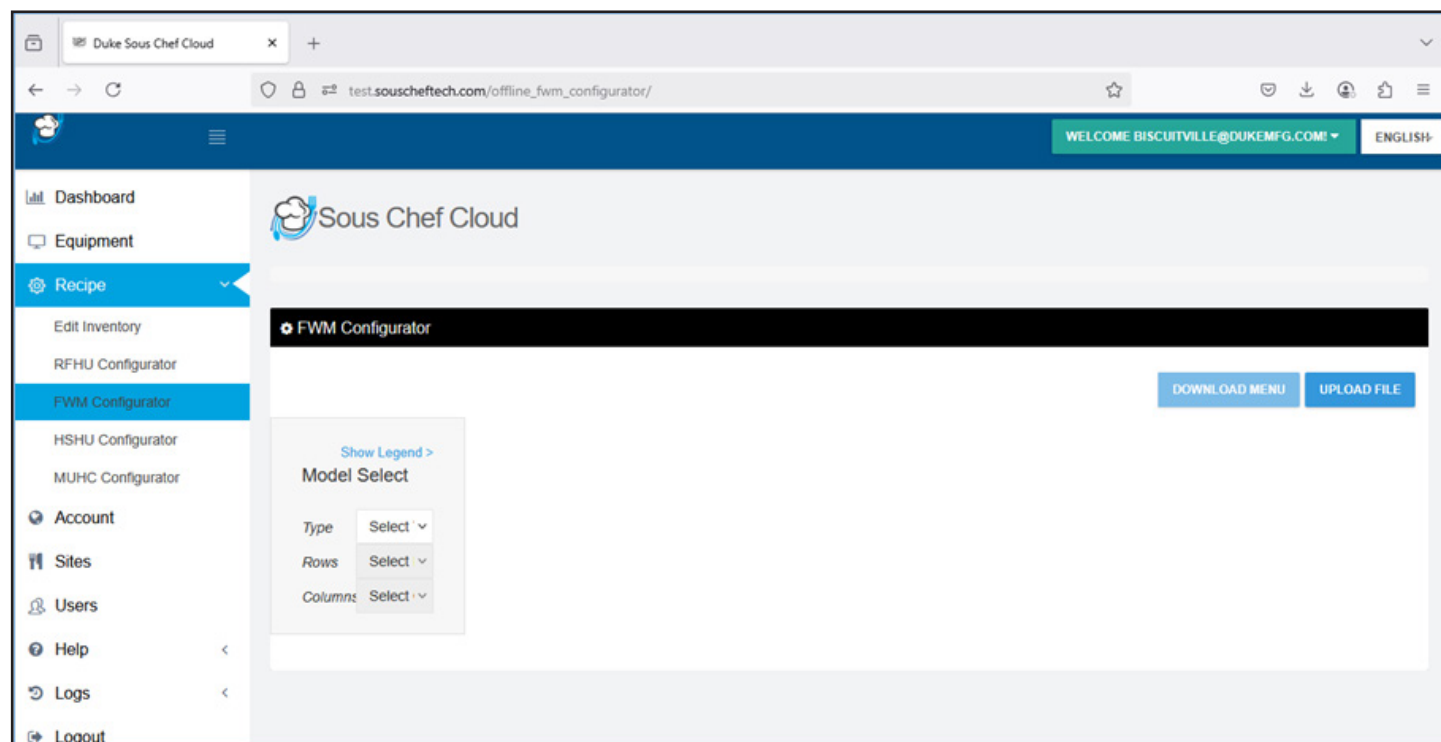 Duke Sous Chef Cloud
test.souscheftech.com/offline_fwm_configurator/
WELCOME BISCUITVILLE@DUKEMFG.COM!
ENGLISH
Dashboard
Equipment
Recipe
Edit Inventory
RFHU Configurator
FWM Configurator
HSHU Configurator
MUHC Configurator
Account
Sites
Users
Help
Logs
Logout
Sous Chef Cloud
FWM Configurator
DOWNLOAD MENU UPLOAD FILE
Show Legend >
Model Select
Type Select
Rows Select
Columns Select